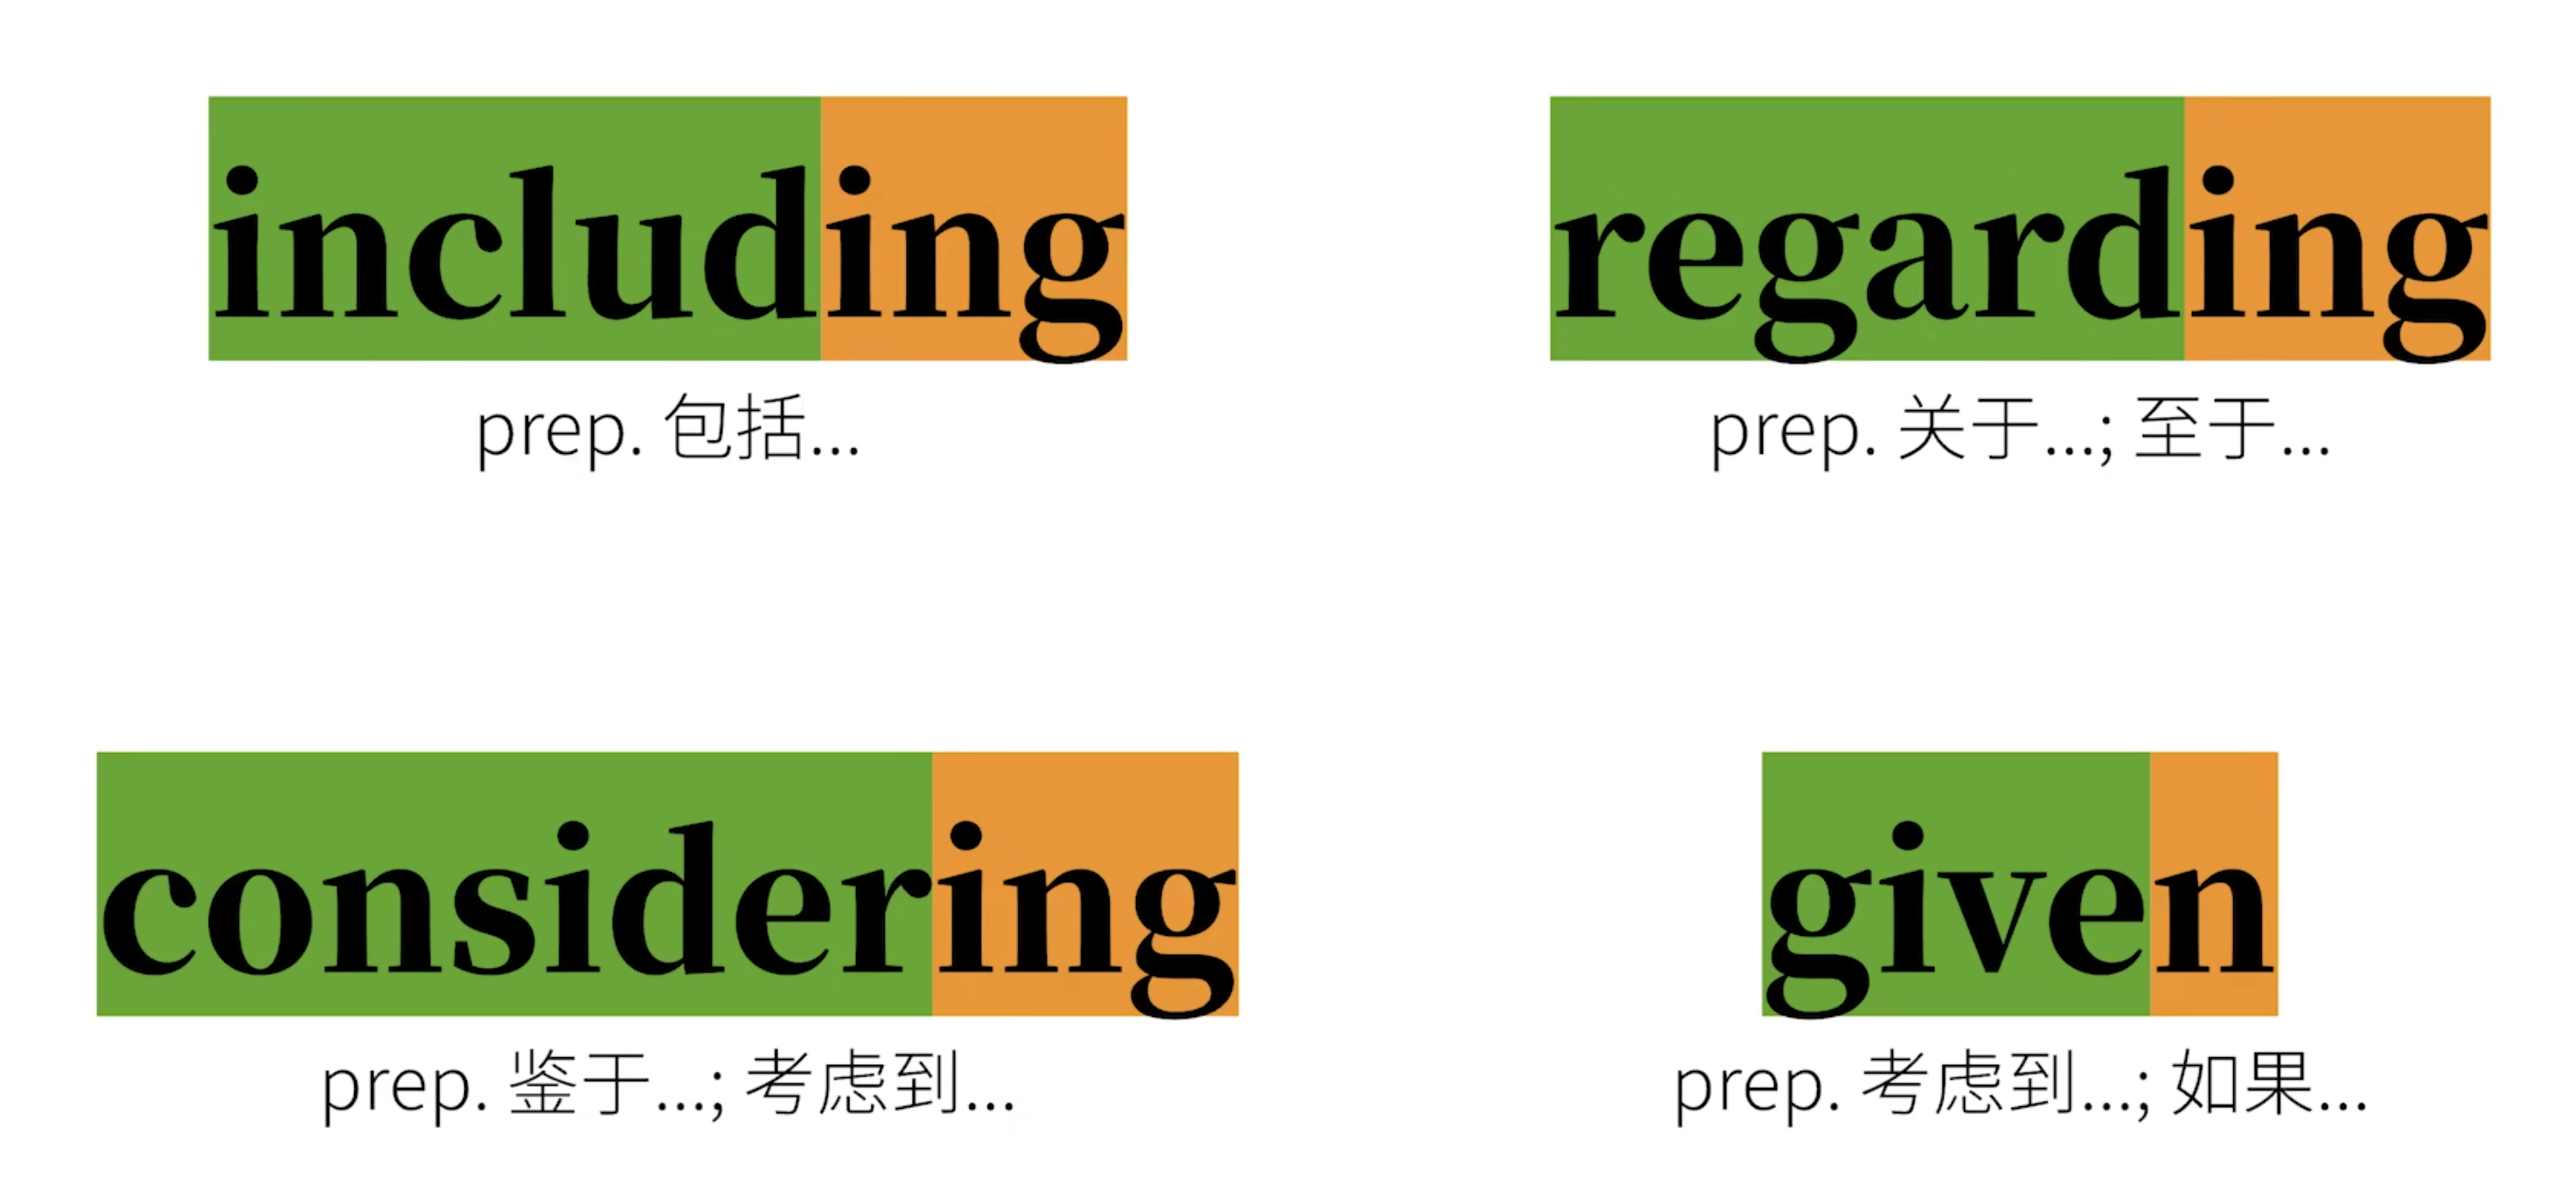 including
prep. 包括...
regarding
prep. 关于...; 至于...
considering
prep. 鉴于...; 考虑到...
given
prep. 考虑到...; 如果...